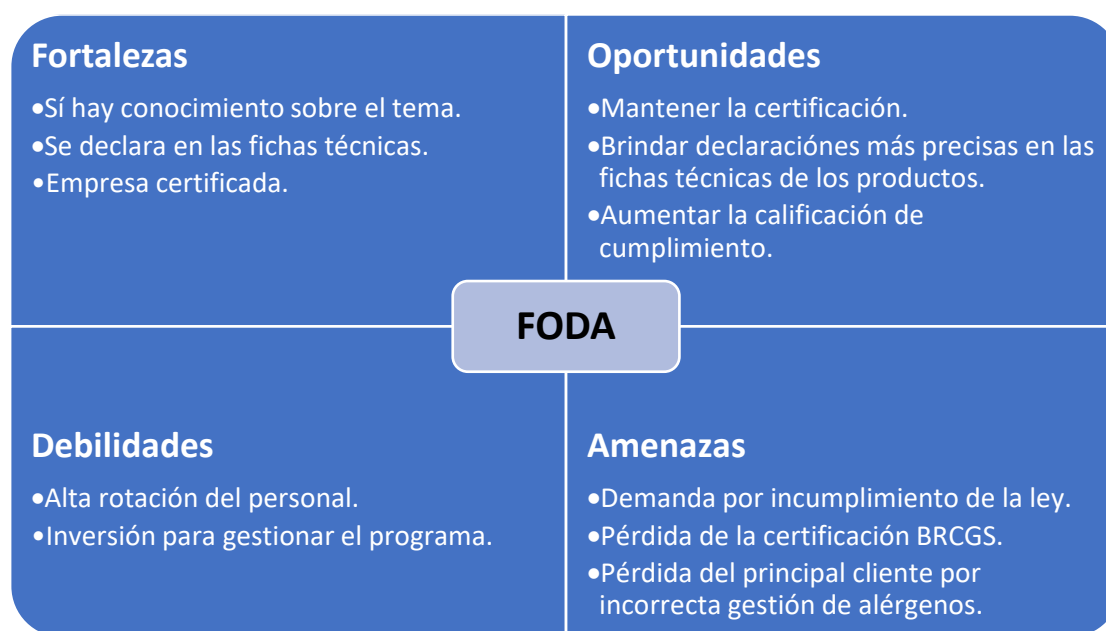 Fortalezas
•Sí hay conocimiento sobre el tema.
•Se declara en las fichas técnicas.
•Empresa certificada.
Oportunidades
•Mantener la certificación.
•Brindar declaraciónes más precisas en las
fichas técnicas de los productos.
•Aumentar la calificación de
cumplimiento.
FODA
Debilidades
•Alta rotación del personal.
•Inversión para gestionar el programa.
Amenazas
•Demanda por incumplimiento de la ley.
•Pérdida de la certificación BRCGS.
•Pérdida del principal cliente por
incorrecta gestión de alérgenos.